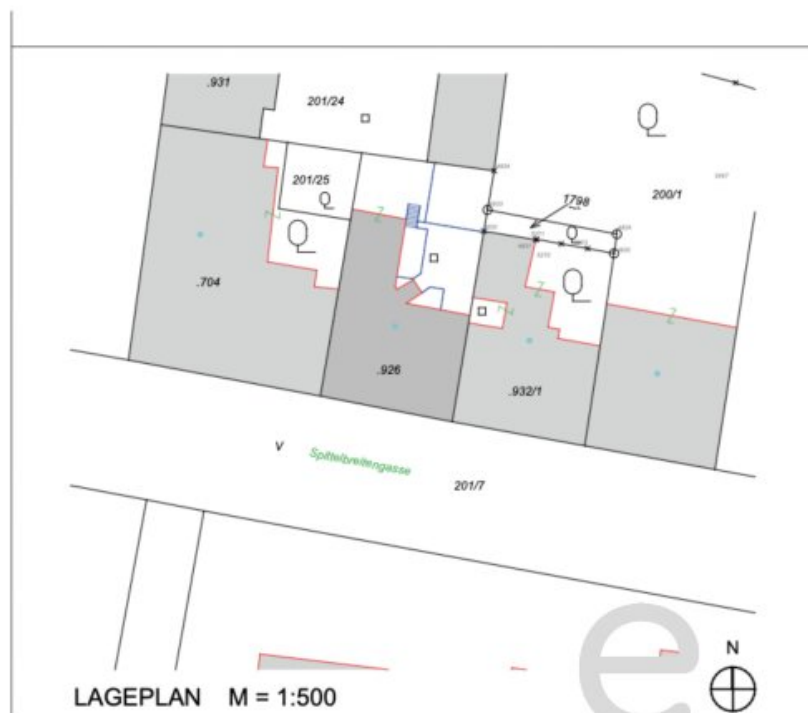 .931
201/24
201/25
1798
200/1
.704
.926
.932/1
V
Spittelbreitengasse
201/7
N
LAGEPLAN M = 1:500
e